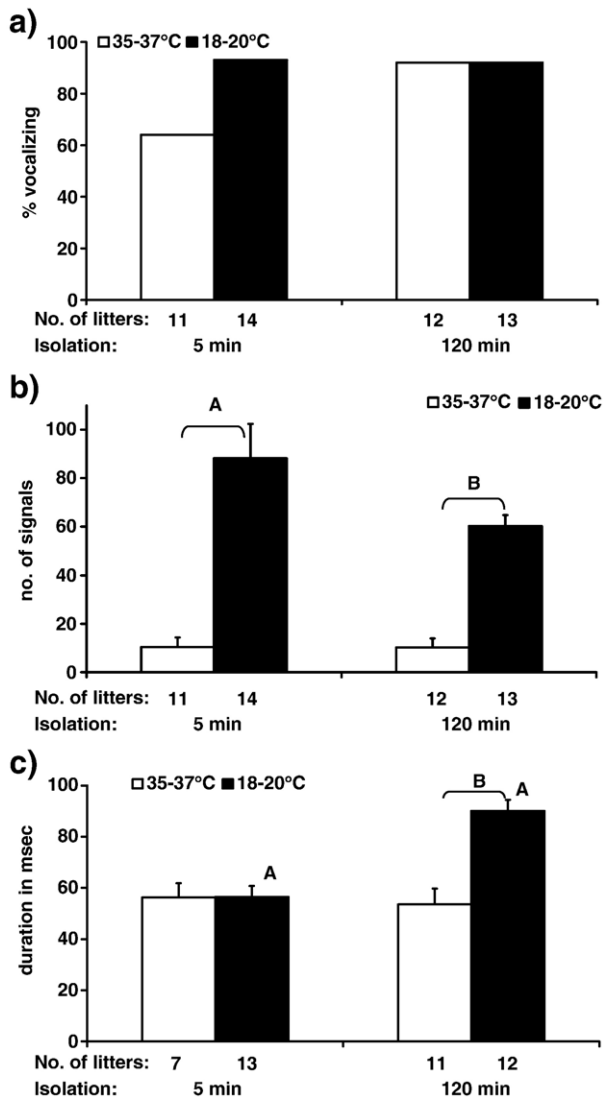 a)
35-37°C 18-20°C
100
80
60
40
20
0
% vocalizing
No. of litters: 11 14 12 13
Isolation: 5 min 120 min
b)
35-37°C 18-20°C
A
B
100
80
60
40
20
0
no. of signals
No. of litters: 11 14 12 13
Isolation: 5 min 120 min
c)
35-37°C 18-20°C
B A
A
100
80
60
40
20
0
duration in msec
No. of litters: 7 13 11 12
Isolation: 5 min 120 min